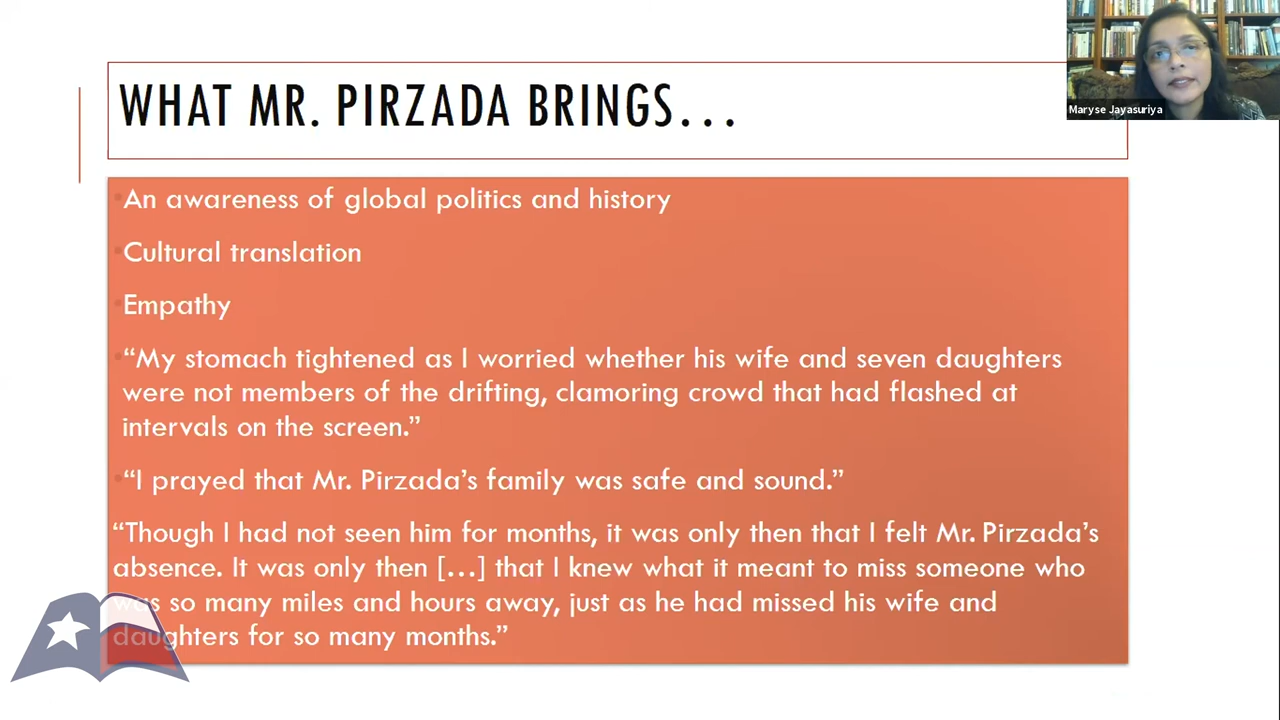 WHAT MR. PIRZADA BRINGS...
Maryse Jayasuriya
An awareness of global politics and history
Cultural translation
Empathy
“My stomach tightened as I worried whether his wife and seven daughters
were not members of the drifting, clamoring crowd that had flashed at
intervals on the screen.”
“I prayed that Mr. Pirzada’s family was safe and sound.”
“Though I had not seen him for months, it was only then that I felt Mr. Pirzada’s
absence. It was only then [...] that I knew what it meant to miss someone who
was so many miles and hours away, just as he had missed his wife and
daughters for so many months.”